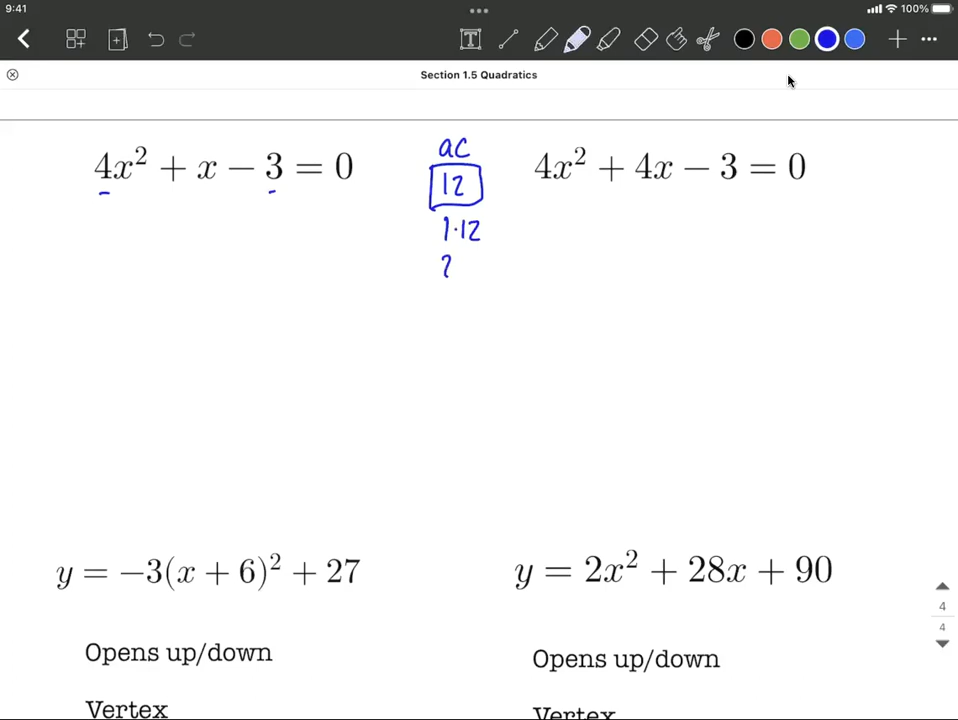 9:41
100%
Section 1.5 Quadratics
4x² + x − 3 = 0
ac
12
1·12
2
4x² + 4x − 3 = 0
y = −3(x + 6)² + 27
y = 2x² + 28x + 90
4
4
Opens up/down
Opens up/down
Vertex
Vertex